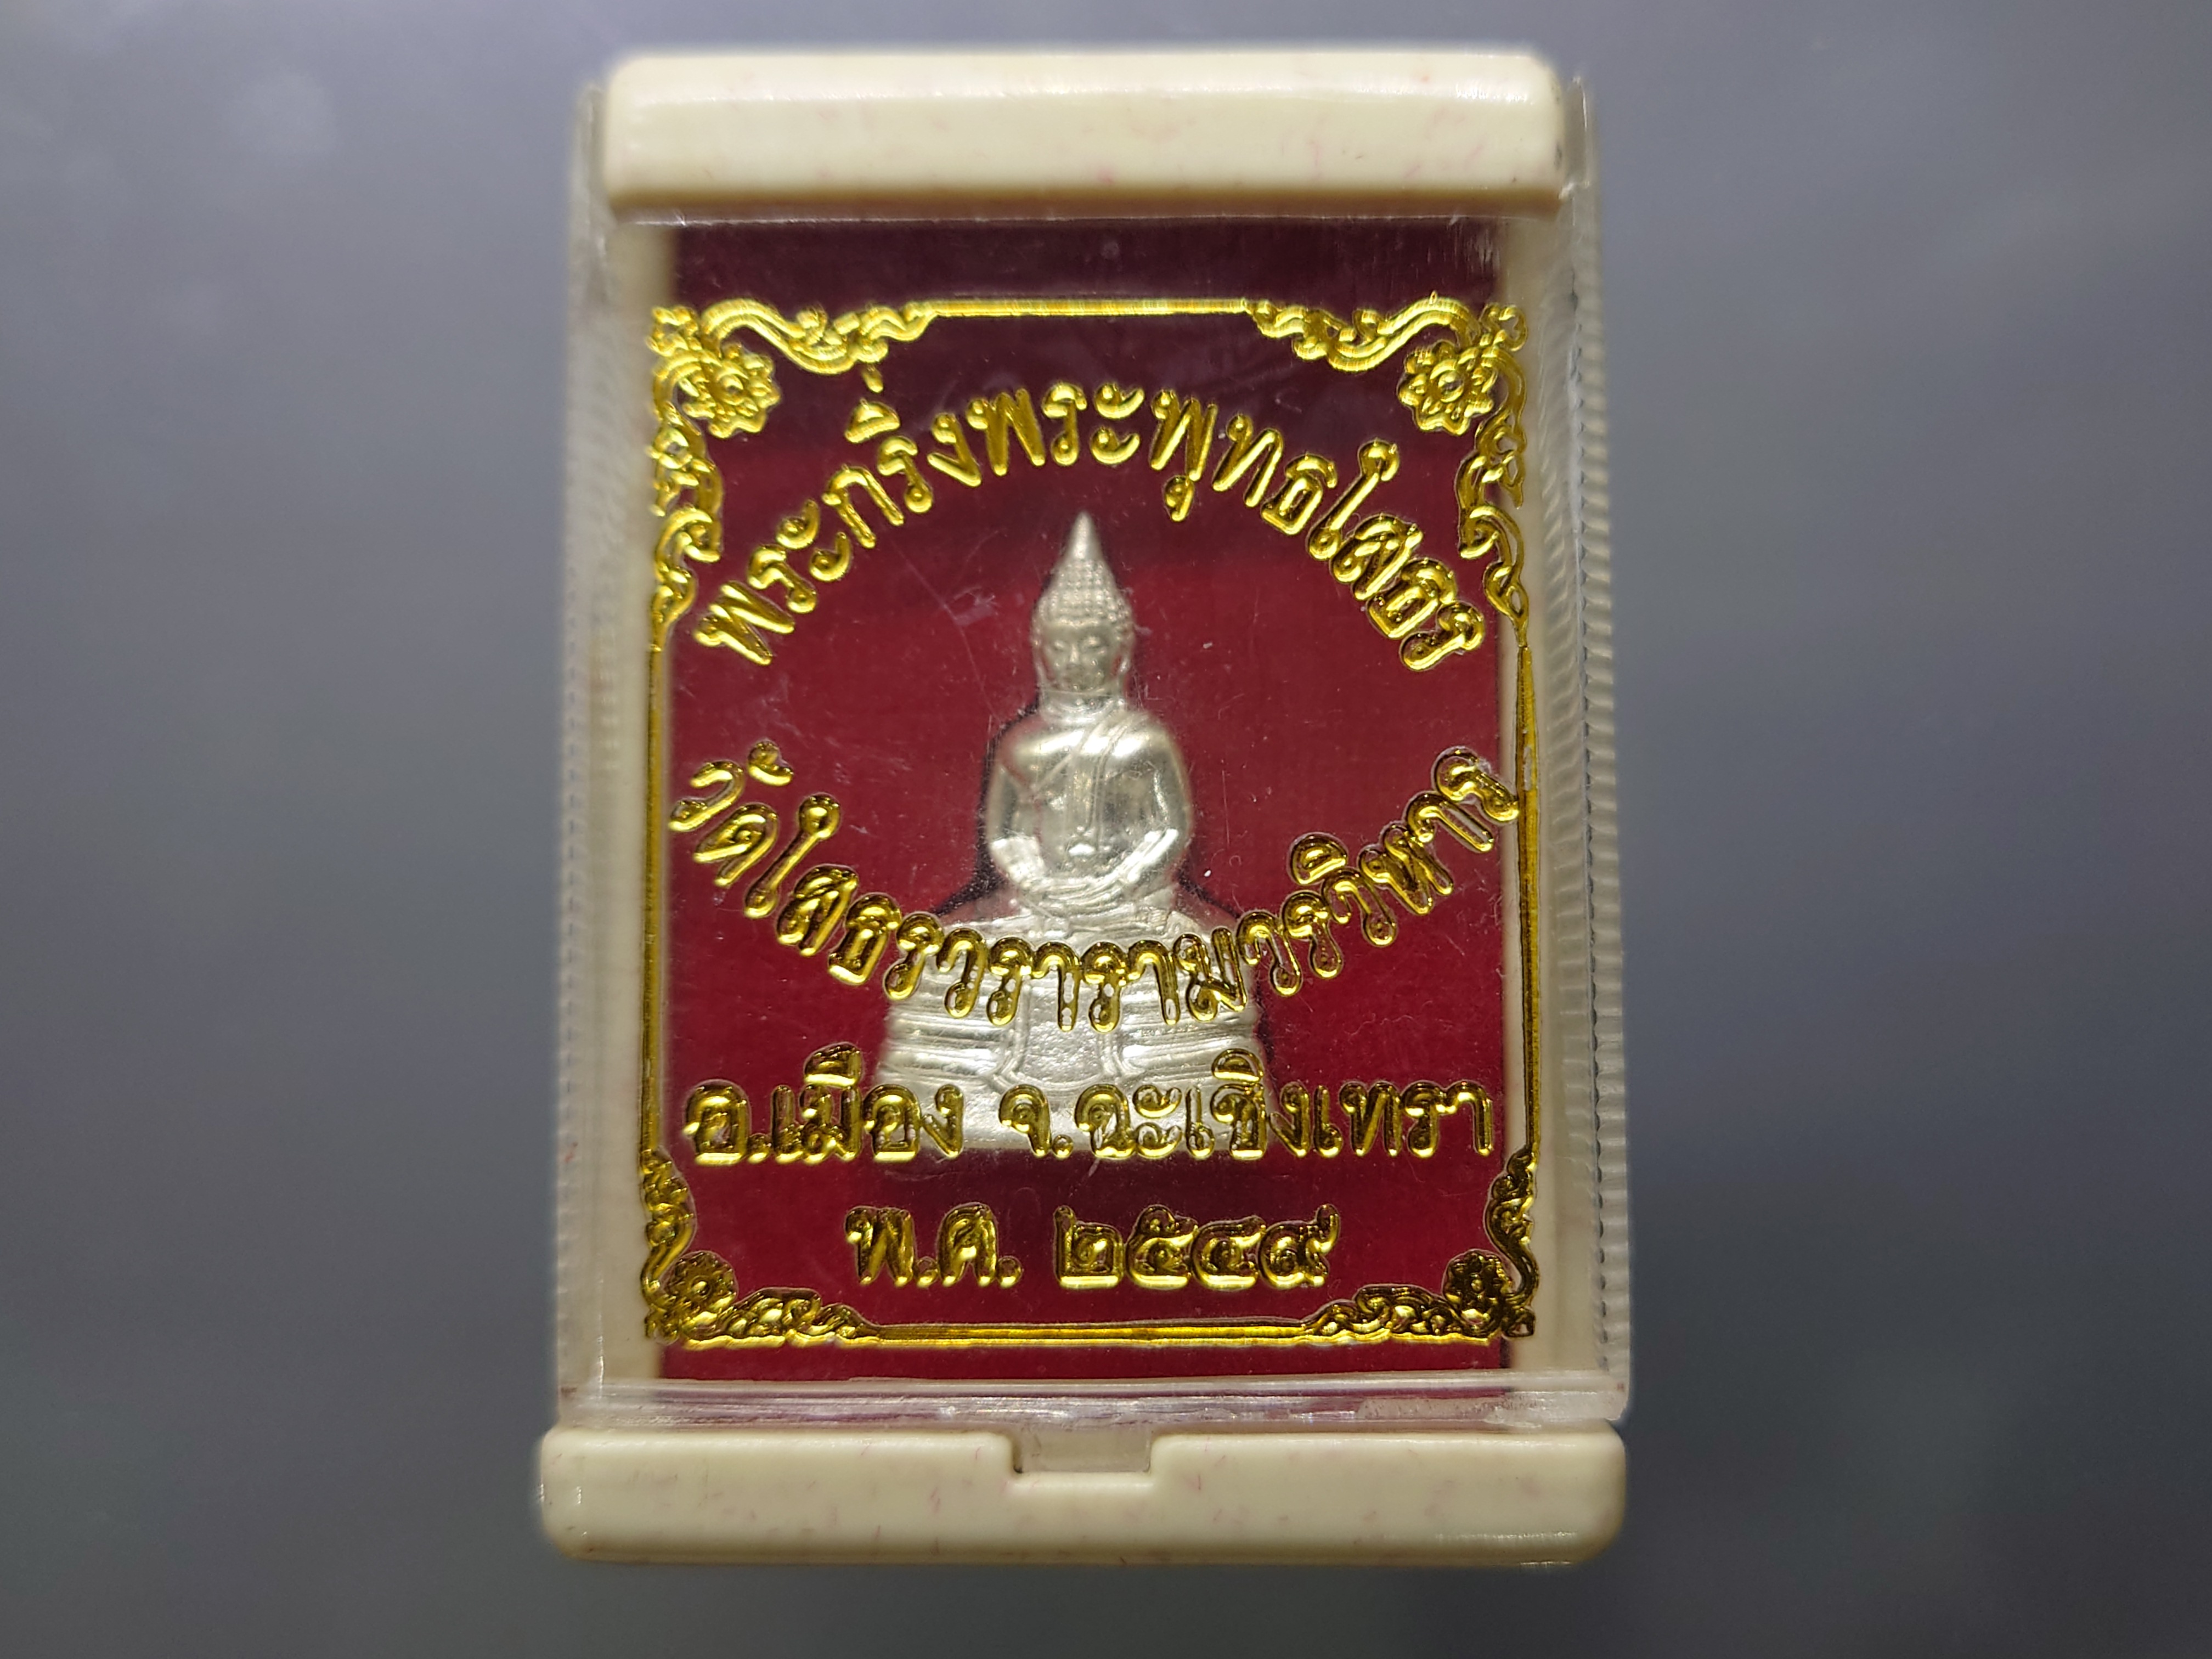 พระกริ่งพระพุทธโสธร
วัดโสธรวรารามวรวิหาร
อ.เมือง จ.ฉะเชิงเทรา
พ.ศ. ๒๕๔๙